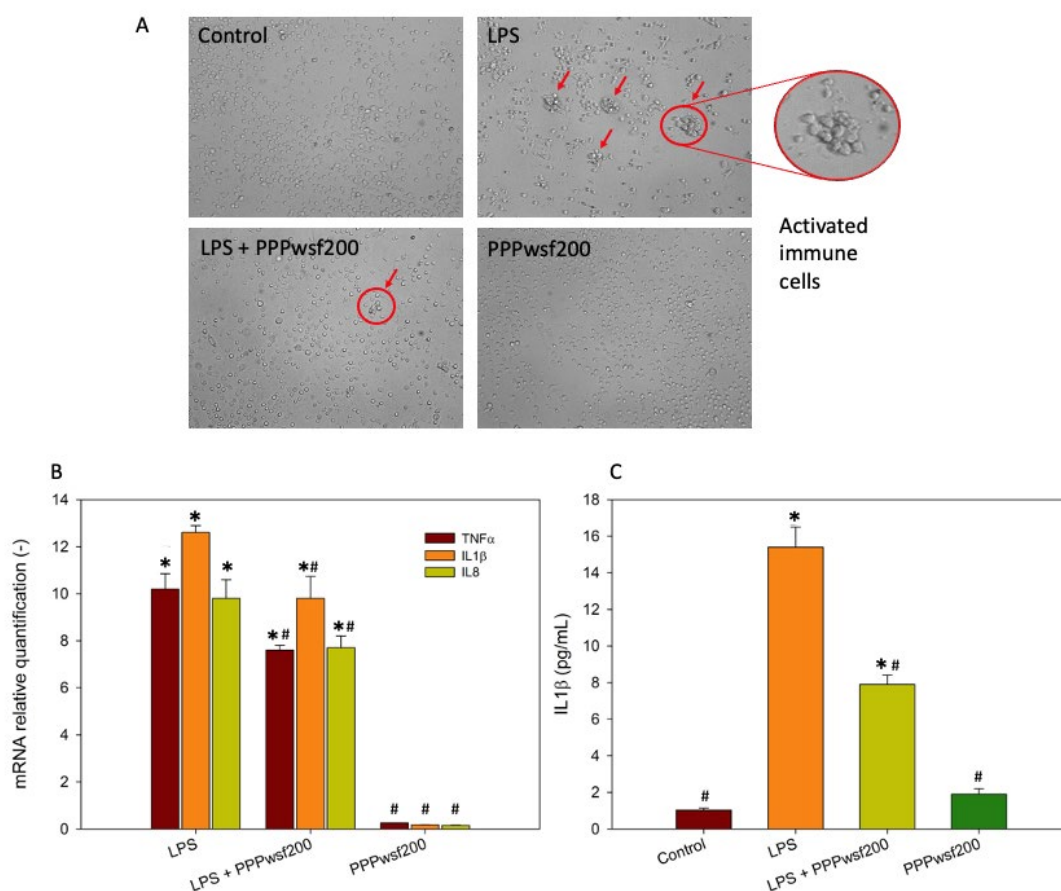 A
Control
LPS
LPS + PPPwsf200
PPPwsf200
Activated
immune
cells
B
mRNA relative quantification (-)
14
12
10
8
6
4
2
0
*
*
*
*#
*#
*#
#
#
#
TNFα
IL1β
IL8
LPS
LPS + PPPwsf200
PPPwsf200
C
IL1β (pg/mL)
18
16
14
12
10
8
6
4
2
0
#
*
*#
#
Control
LPS
LPS + PPPwsf200
PPPwsf200